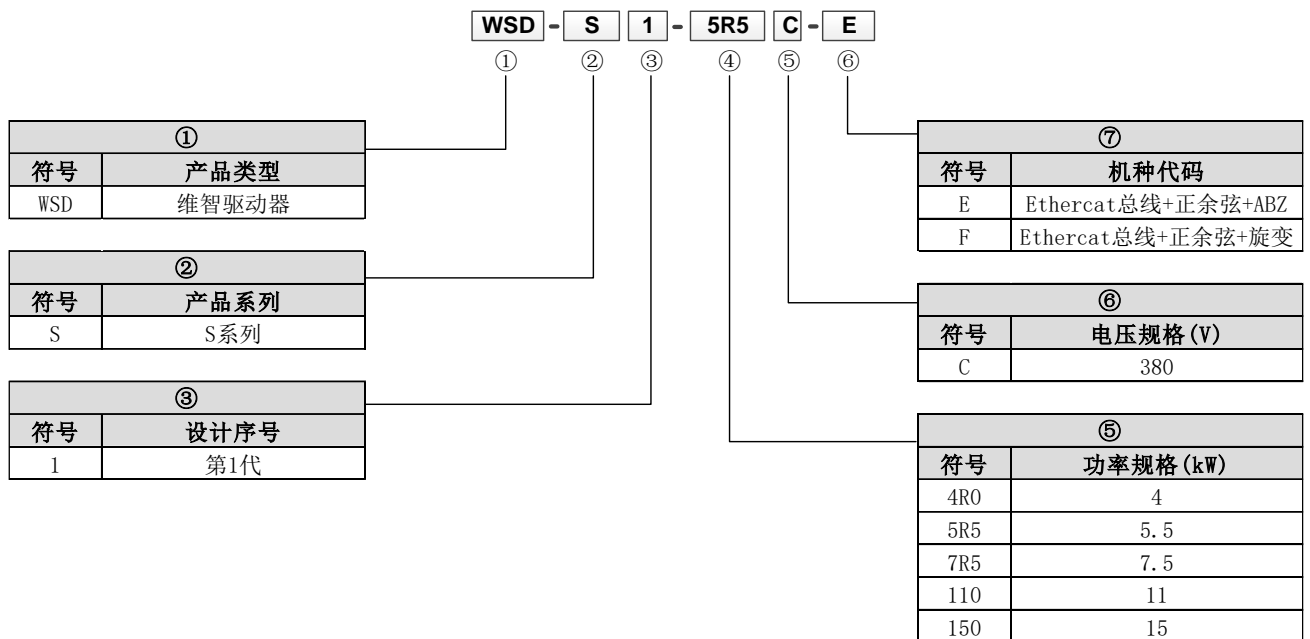 WSD - S 1 - 5R5 C - E
① ② ③ ④ ⑤ ⑥
①
符号 产品类型
WSD 维智驱动器
②
符号 产品系列
S S系列
③
符号 设计序号
1 第1代
⑦
符号 机种代码
E Ethercat总线+正余弦+ABZ
F Ethercat总线+正余弦+旋变
⑥
符号 电压规格(V)
C 380
⑤
符号 功率规格(kW)
4R0 4
5R5 5.5
7R5 7.5
110 11
150 15